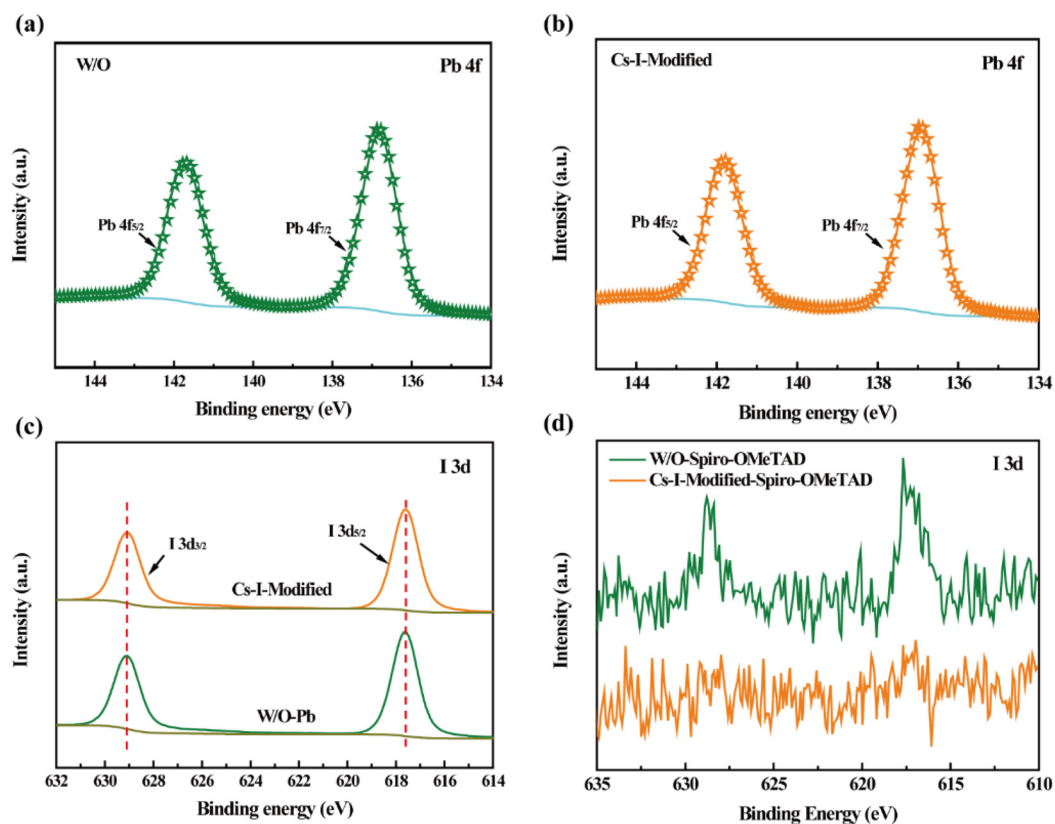 (a)
W/O
Pb 4f
Pb 4f5/2
Pb 4f7/2
Intensity (a.u.)
144 142 140 138 136 134
Binding energy (eV)
(b)
Cs-I-Modified
Pb 4f
Pb 4f5/2
Pb 4f7/2
Intensity (a.u.)
144 142 140 138 136 134
Binding energy (eV)
(c)
I 3d
I 3d3/2
I 3d5/2
Cs-I-Modified
W/O-Pb
Intensity (a.u.)
632 630 628 626 624 622 620 618 616 614
Binding energy (eV)
(d)
W/O-Spiro-OMeTAD
I 3d
Cs-I-Modified-Spiro-OMeTAD
Intensity (a.u.)
635 630 625 620 615 610
Binding Energy (eV)